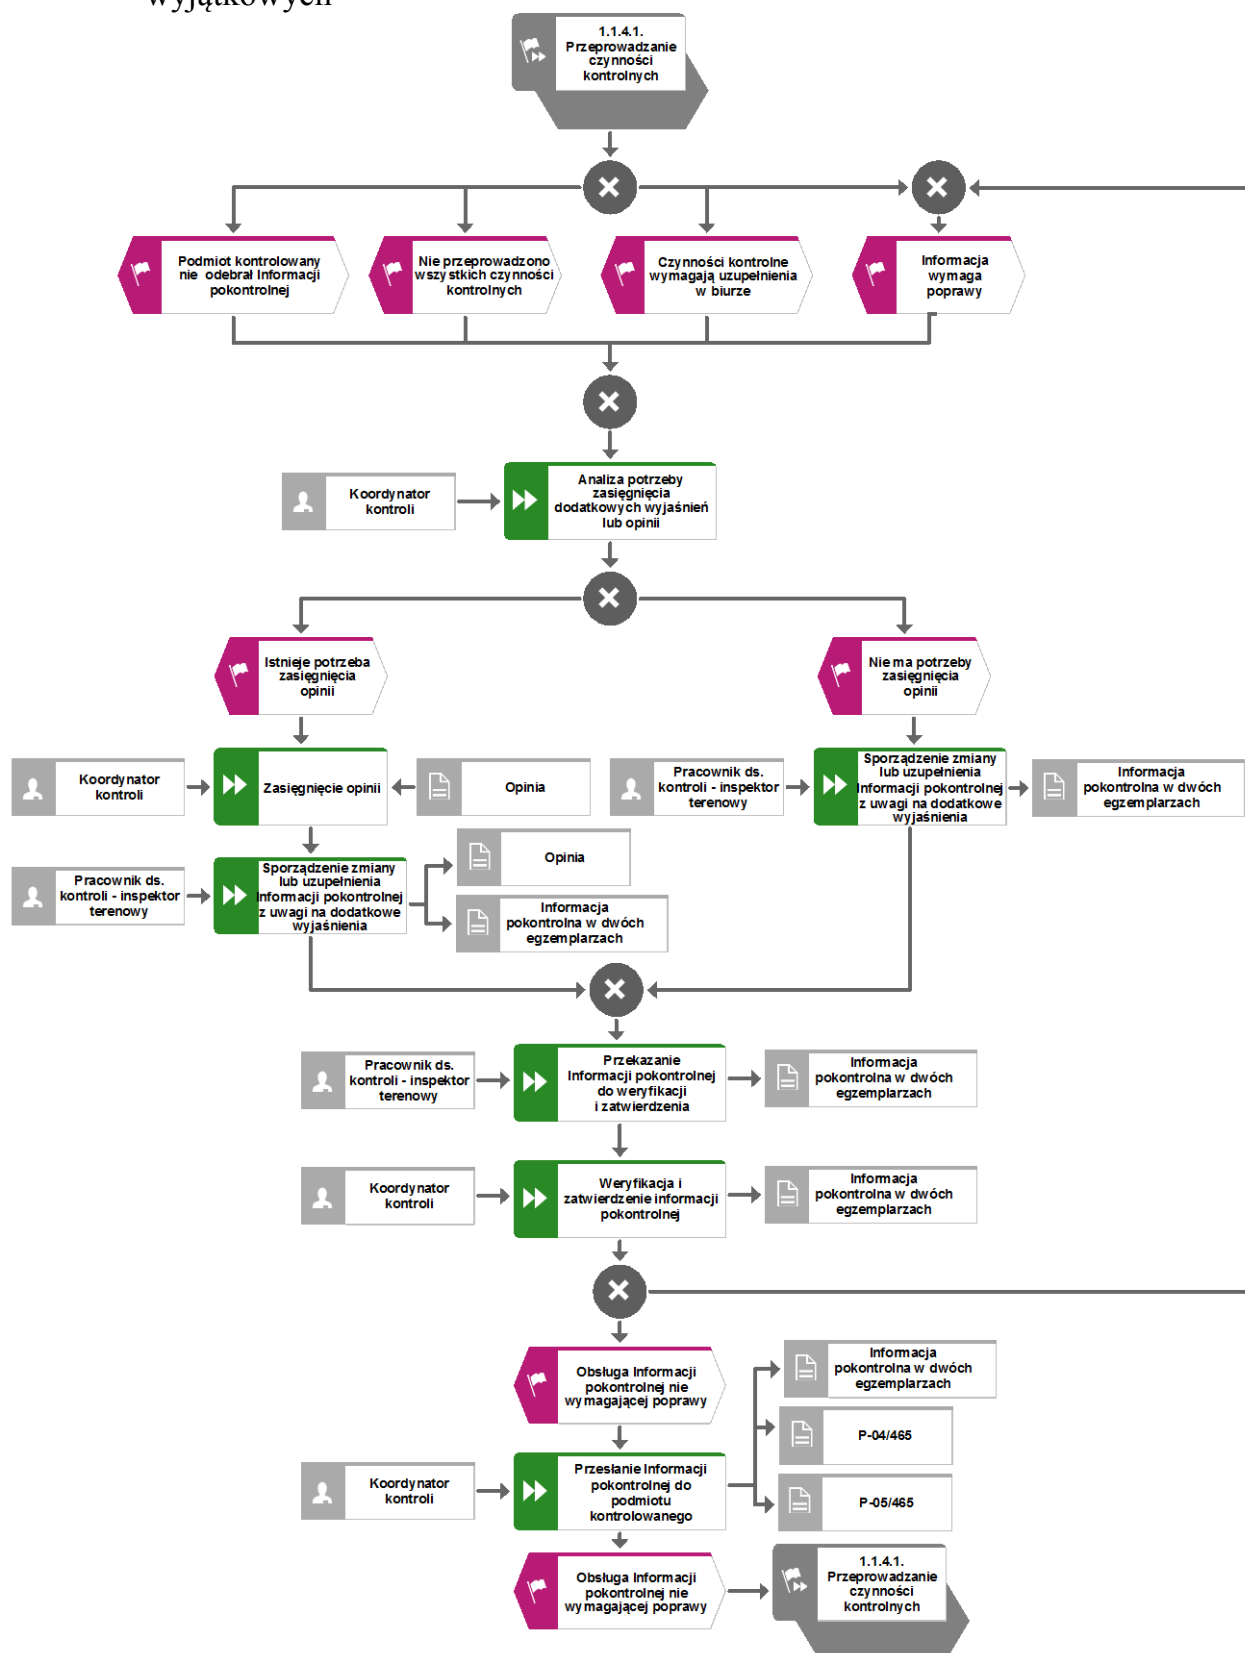 wyjątkowych
1.1.4.1.
Przeprowadzanie
czynności
kontrolnych
Podmiot kontrolowany
nie odebrał Informacji
pokontrolnej
Nie przeprowadzono
wszystkich czynności
kontrolnych
Czynności kontrolne
wymagają uzupełnienia
w biurze
Informacja
wymaga
poprawy
Koordynator
kontroli
Analiza potrzeby
zasięgnięcia
dodatkowych wyjaśnień
lub opinii
Istnieje potrzeba
zasięgnięcia
opinii
Nie ma potrzeby
zasięgnięcia
opinii
Koordynator
kontroli
Zasięgnięcie opinii
Opinia
Pracownik ds.
kontroli - inspektor
terenowy
Sporządzenie zmiany
lub uzupełnienia
Informacji pokontrolnej
z uwagi na dodatkowe
wyjaśnienia
Informacja
pokontrolna w dwóch
egzemplarzach
Pracownik ds.
kontroli - inspektor
terenowy
Sporządzenie zmiany
lub uzupełnienia
Informacji pokontrolnej
z uwagi na dodatkowe
wyjaśnienia
Opinia
Informacja
pokontrolna w dwóch
egzemplarzach
Pracownik ds.
kontroli - inspektor
terenowy
Przekazanie
Informacji pokontrolnej
do weryfikacji
i zatwierdzenia
Informacja
pokontrolna w dwóch
egzemplarzach
Koordynator
kontroli
Weryfikacja i
zatwierdzenie informacji
pokontrolnej
Informacja
pokontrolna w dwóch
egzemplarzach
Obsługa Informacji
pokontrolnej nie
wymagającej poprawy
Informacja
pokontrolna w dwóch
egzemplarzach
P-04/465
Koordynator
kontroli
Przesłanie Informacji
pokontrolnej do
podmiotu
kontrolowanego
P-05/465
Obsługa Informacji
pokontrolnej nie
wymagającej poprawy
1.1.4.1.
Przeprowadzanie
czynności
kontrolnych